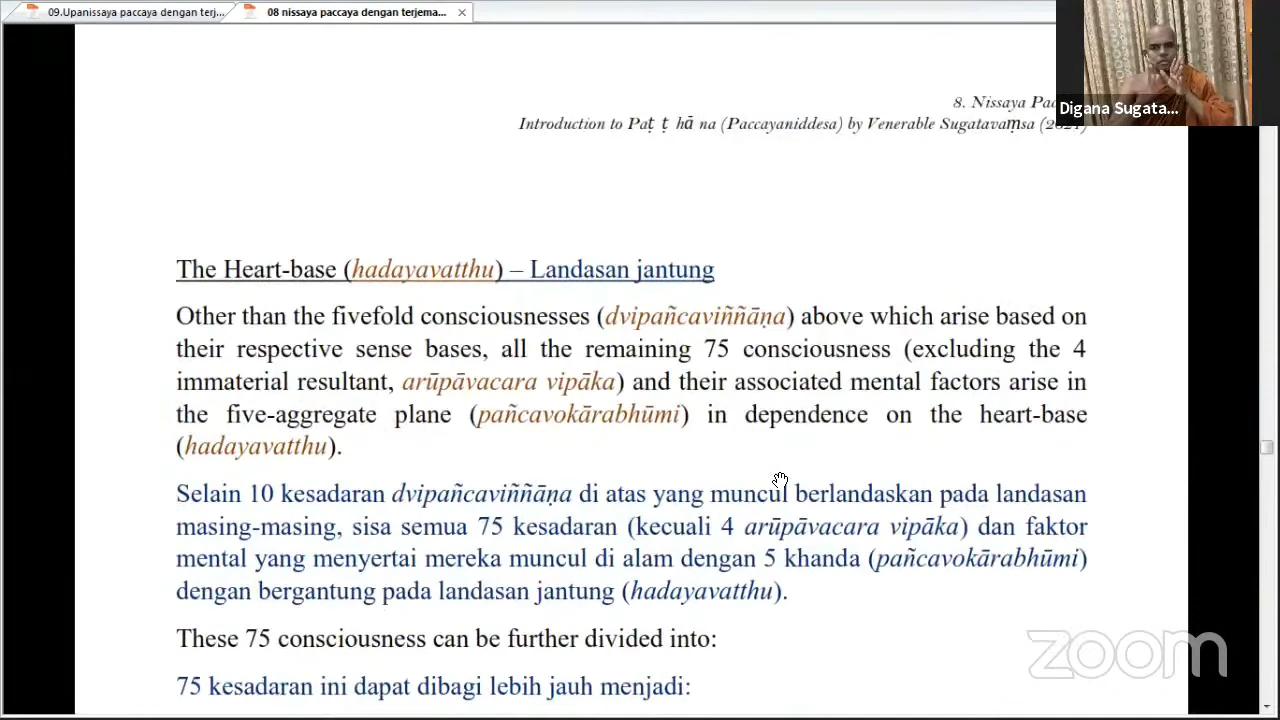 09.Upanissaya paccaya dengan terj...
08 nissaya paccaya dengan terjema...
Digana Sugata...
8. Nissaya Pac
Introduction to Paṭ ṭ hā na (Paccayaniddesa) by Venerable Sugatavaṃsa
The Heart-base (hadayavatthu) – Landasan jantung
Other than the fivefold consciousnesses (dvipañcaviññāṇa) above which arise based on
their respective sense bases, all the remaining 75 consciousness (excluding the 4
immaterial resultant, arūpāvacara vipāka) and their associated mental factors arise in
the five-aggregate plane (pañcavokārabhūmi) in dependence on the heart-base
(hadayavatthu).
Selain 10 kesadaran dvipañcaviññāṇa di atas yang muncul berlandaskan pada landasan
masing-masing, sisa semua 75 kesadaran (kecuali 4 arūpāvacara vipāka) dan faktor
mental yang menyertai mereka muncul di alam dengan 5 khanda (pañcavokārabhūmi)
dengan bergantung pada landasan jantung (hadayavatthu).
These 75 consciousness can be further divided into:
75 kesadaran ini dapat dibagi lebih jauh menjadi:
zoom